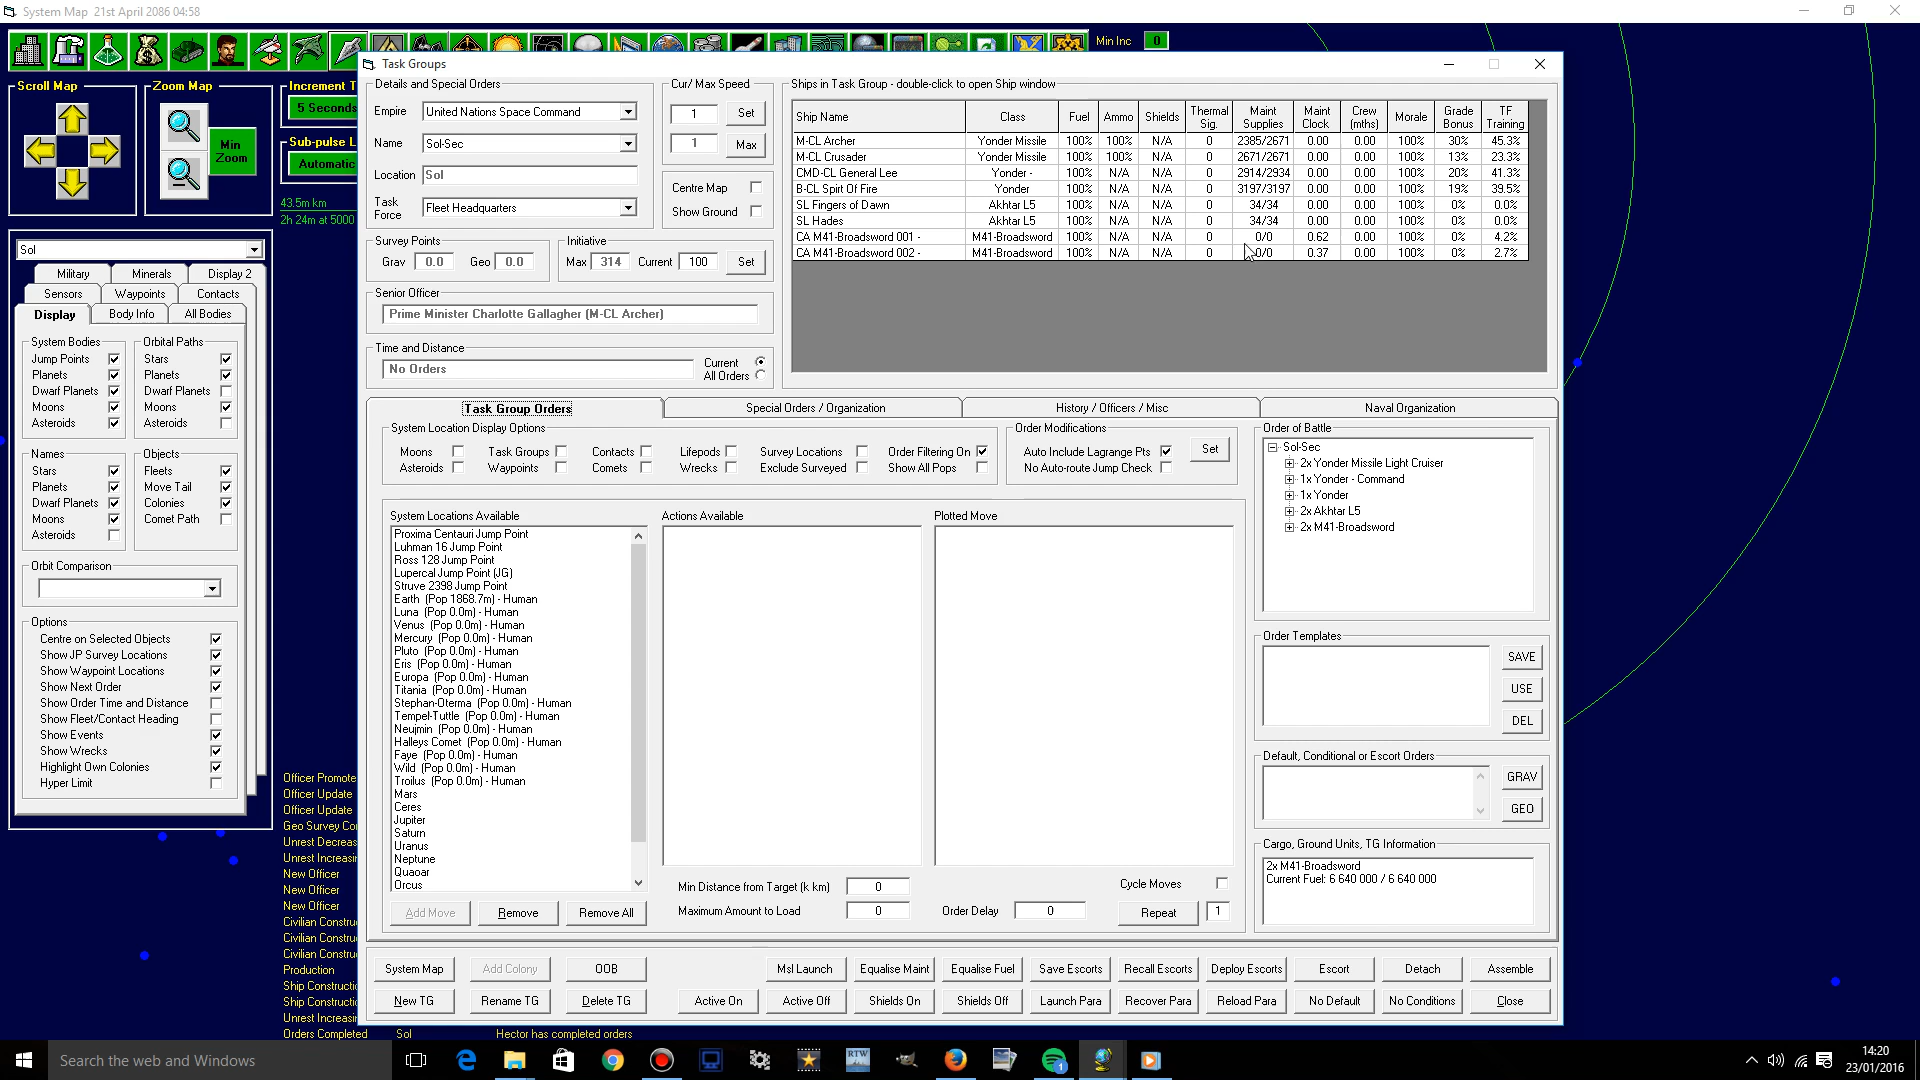 System Map 21st April 2086 04:58
Min Inc 0
Scroll Map
Zoom Map
Min Zoom
Increment T
5 Seconds
Sub-pulse L
Automatic
43.5m km
2h 24m at 5000
Sol
Military Minerals Display 2
Sensors Waypoints Contacts
Display Body Info All Bodies
System Bodies
Jump Points
Planets
Dwarf Planets
Moons
Asteroids
Orbital Paths
Stars
Planets
Dwarf Planets
Moons
Asteroids
Names
Stars
Planets
Dwarf Planets
Moons
Asteroids
Objects
Fleets
Move Tail
Colonies
Comet Path
Orbit Comparison
Options
Centre on Selected Objects
Show JP Survey Locations
Show Waypoint Locations
Show Next Order
Show Order Time and Distance
Show Fleet/Contact Heading
Show Events
Show Wrecks
Highlight Own Colonies
Hyper Limit
Officer Promote
Officer Update
Officer Update
Geo Survey Co
Unrest Decreas
Unrest Increasi
New Officer
New Officer
New Officer
Civilian Constru
Civilian Constru
Civilian Constru
Production
Ship Constructi
Ship Constructi
Unrest Increasi
Orders Completed Sol Hector has completed orders
Task Groups
Details and Special Orders
Empire United Nations Space Command
Name Sol-Sec
Location Sol
Task Force Fleet Headquarters
Cur/ Max Speed
1 Set
1 Max
Centre Map
Show Ground
Survey Points
Grav 0.0 Geo 0.0
Initiative
Max 314 Current 100 Set
Senior Officer
Prime Minister Charlotte Gallagher (M-CL Archer)
Time and Distance
No Orders
Current
All Orders
Ships in Task Group - double-click to open Ship window
Ship Name Class Fuel Ammo Shields Thermal Sig. Maint Supplies Maint Clock Crew (mths) Morale Grade Bonus TF Training
M-CL Archer Yonder Missile 100% 100% N/A 0 2385/2671 0.00 0.00 100% 30% 45.3%
M-CL Crusader Yonder Missile 100% 100% N/A 0 2671/2671 0.00 0.00 100% 13% 23.3%
CMD-CL General Lee Yonder - 100% N/A N/A 0 2914/2934 0.00 0.00 100% 20% 41.3%
B-CL Spirt Of Fire Yonder 100% N/A N/A 0 3197/3197 0.00 0.00 100% 19% 39.5%
SL Fingers of Dawn Akhtar L5 100% N/A N/A 0 34/34 0.00 0.00 100% 0% 0.0%
SL Hades Akhtar L5 100% N/A N/A 0 34/34 0.00 0.00 100% 0% 0.0%
CA M41-Broadsword 001 - M41-Broadsword 100% N/A N/A 0 0/0 0.62 0.00 100% 0% 4.2%
CA M41-Broadsword 002 - M41-Broadsword 100% N/A N/A 0 0/0 0.37 0.00 100% 0% 2.7%
Task Group Orders Special Orders / Organization History / Officers / Misc Naval Organization
System Location Display Options
Moons Task Groups Contacts Lifepods Survey Locations Order Filtering On
Asteroids Waypoints Comets Wrecks Exclude Surveyed Show All Pops
Order Modifications
Auto Include Lagrange Pts Set
No Auto-route Jump Check
System Locations Available
Proxima Centauri Jump Point
Luhman 16 Jump Point
Ross 128 Jump Point
Lupercal Jump Point (JG)
Struve 2398 Jump Point
Earth (Pop 1868.7m) - Human
Luna (Pop 0.0m) - Human
Venus (Pop 0.0m) - Human
Mercury (Pop 0.0m) - Human
Pluto (Pop 0.0m) - Human
Eris (Pop 0.0m) - Human
Europa (Pop 0.0m) - Human
Titania (Pop 0.0m) - Human
Stephan-Oterma (Pop 0.0m) - Human
Tempel-Tuttle (Pop 0.0m) - Human
Neujmin (Pop 0.0m) - Human
Halleys Comet (Pop 0.0m) - Human
Faye (Pop 0.0m) - Human
Wild (Pop 0.0m) - Human
Troilus (Pop 0.0m) - Human
Mars
Ceres
Jupiter
Saturn
Uranus
Neptune
Quaoar
Orcus
Actions Available
Plotted Move
Min Distance from Target (k km) 0
Maximum Amount to Load 0
Order Delay 0
Cycle Moves
Repeat 1
Add Move Remove Remove All
Order of Battle
Sol-Sec
2x Yonder Missile Light Cruiser
1x Yonder - Command
1x Yonder
2x Akhtar L5
2x M41-Broadsword
Order Templates
SAVE
USE
DEL
Default, Conditional or Escort Orders
GRAV
GEO
Cargo, Ground Units, TG Information
2x M41-Broadsword
Current Fuel: 6 640 000 / 6 640 000
System Map Add Colony OOB Msl Launch Equalise Maint Equalise Fuel Save Escorts Recall Escorts Deploy Escorts Escort Detach Assemble
New TG Rename TG Delete TG Active On Active Off Shields On Shields Off Launch Para Recover Para Reload Para No Default No Conditions Close
Search the web and Windows
RTW
1
14:20
23/01/2016